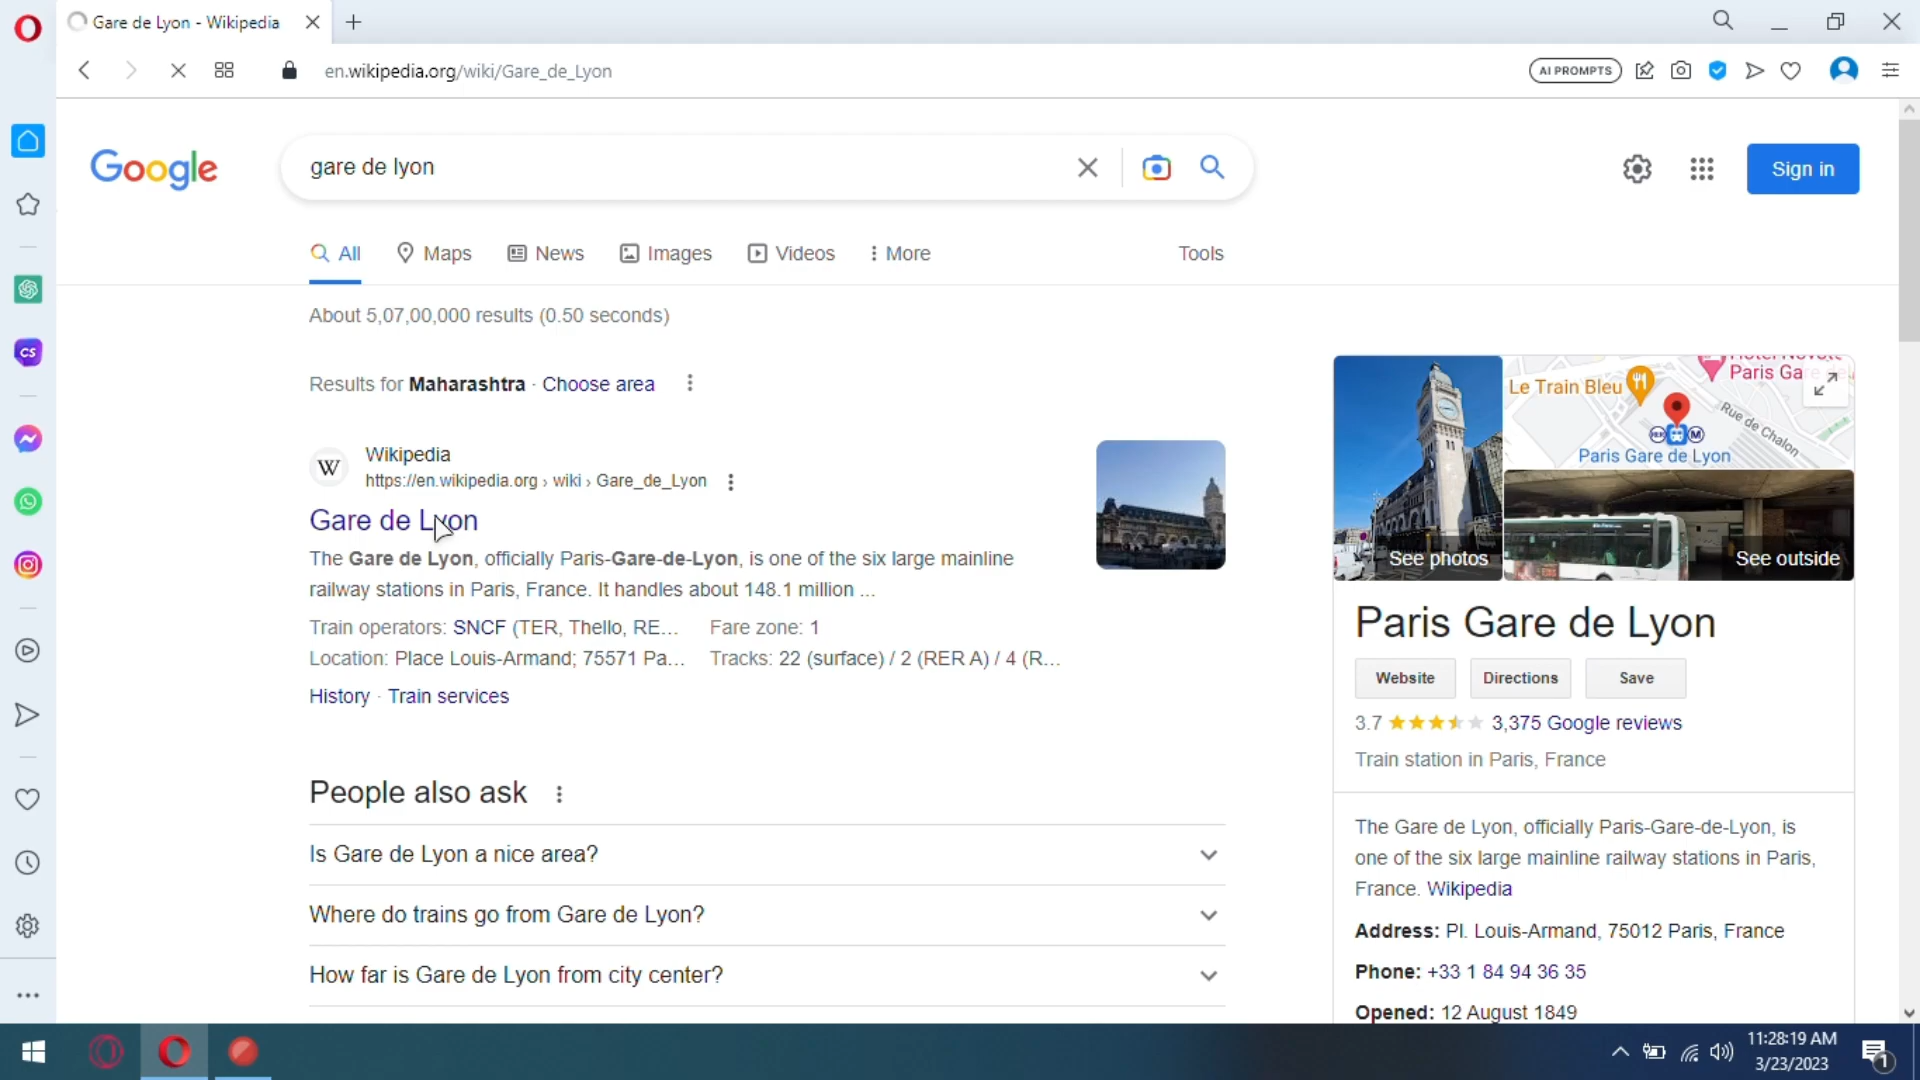 Gare de Lyon - Wikipedia
en.wikipedia.org/wiki/Gare_de_Lyon
AI PROMPTS
Google
gare de lyon
Sign in
All
Maps
News
Images
Videos
More
Tools
About 5,07,00,000 results (0.50 seconds)
Results for Maharashtra · Choose area
W
Wikipedia
https://en.wikipedia.org › wiki › Gare_de_Lyon
Gare de Lyon
The Gare de Lyon, officially Paris-Gare-de-Lyon, is one of the six large mainline
railway stations in Paris, France. It handles about 148.1 million ...
Train operators: SNCF (TER, Thello, RE... Fare zone: 1
Location: Place Louis-Armand; 75571 Pa... Tracks: 22 (surface) / 2 (RER A) / 4 (R...
History · Train services
People also ask
Is Gare de Lyon a nice area?
Where do trains go from Gare de Lyon?
How far is Gare de Lyon from city center?
See photos
Le Train Bleu
Paris Gare de
Rue de Chalon
RER
M
Paris Gare de Lyon
See outside
Paris Gare de Lyon
Website
Directions
Save
3.7
3,375 Google reviews
Train station in Paris, France
The Gare de Lyon, officially Paris-Gare-de-Lyon, is
one of the six large mainline railway stations in Paris,
France. Wikipedia
Address: Pl. Louis-Armand, 75012 Paris, France
Phone: +33 1 84 94 36 35
Opened: 12 August 1849
CS
11:28:19 AM
3/23/2023
1